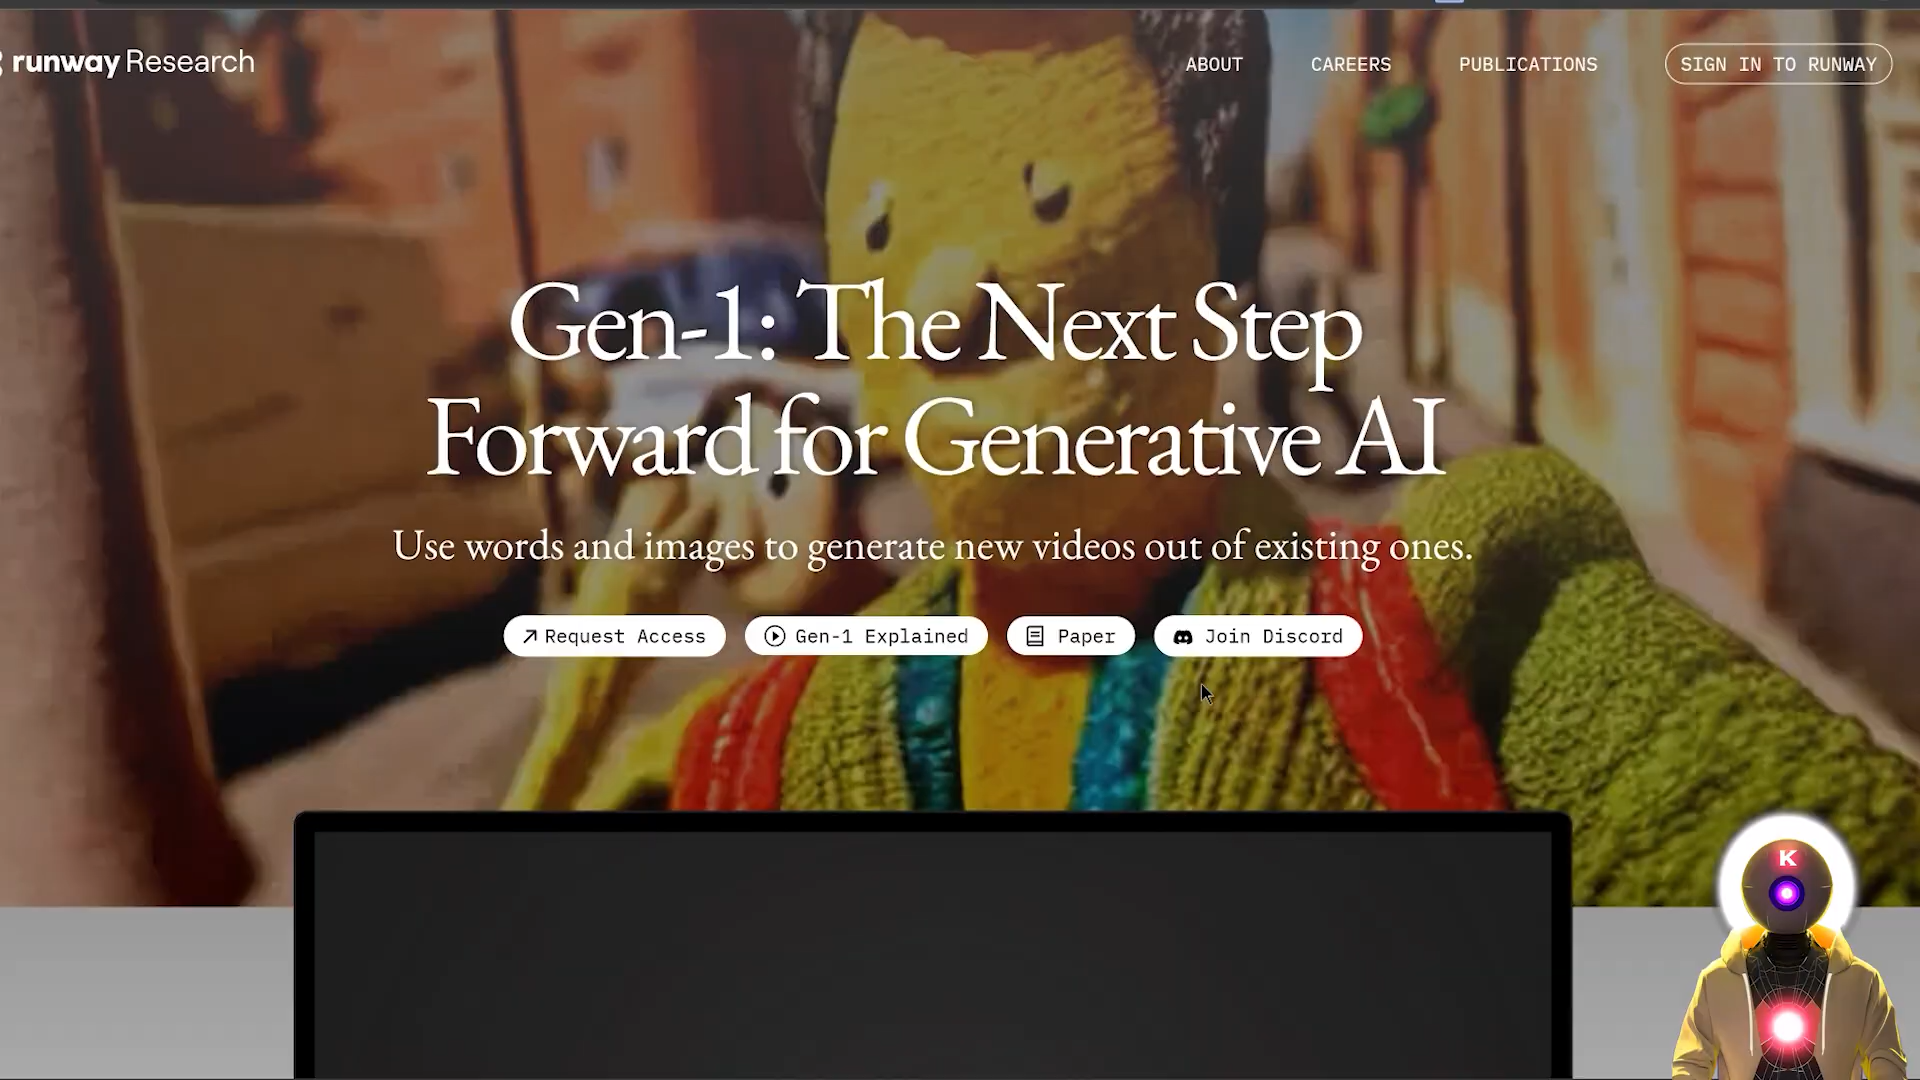 runway Research
ABOUT
CAREERS
PUBLICATIONS
SIGN IN TO RUNWAY
Gen-1: The Next Step
Forward for Generative AI
Use words and images to generate new videos out of existing ones.
Request Access
Gen-1 Explained
Paper
Join Discord
K